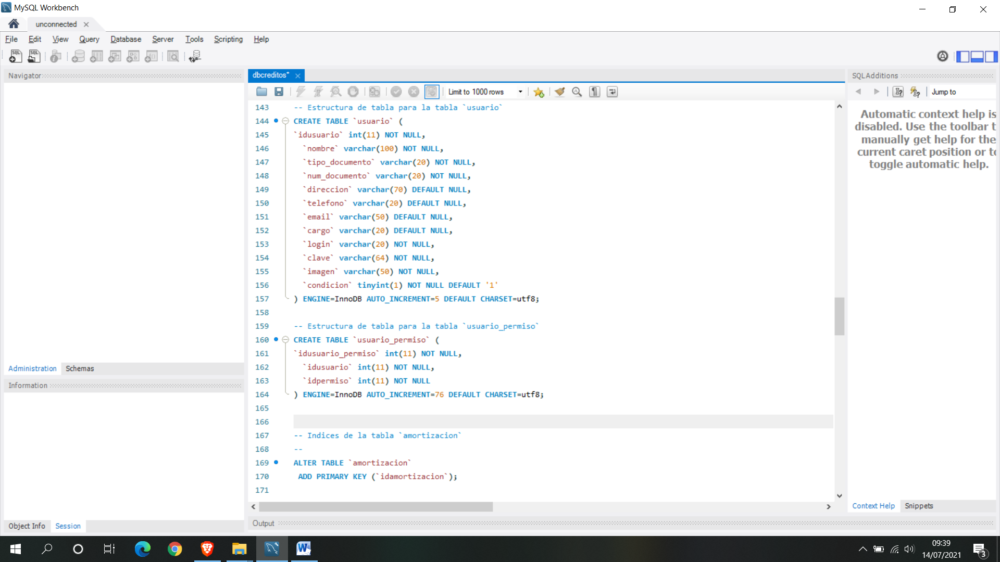 MySQL Workbench
unconnected
File Edit View Query Database Server Tools Scripting Help
Navigator
dbcreditos*
SQLAdditions
Limit to 1000 rows
Jump to
Automatic context help is
disabled. Use the toolbar t
manually get help for the
current caret position or to
toggle automatic help.
143 -- Estructura de tabla para la tabla `usuario`
144 CREATE TABLE `usuario` (
145 `idusuario` int(11) NOT NULL,
146 `nombre` varchar(100) NOT NULL,
147 `tipo_documento` varchar(20) NOT NULL,
148 `num_documento` varchar(20) NOT NULL,
149 `direccion` varchar(70) DEFAULT NULL,
150 `telefono` varchar(20) DEFAULT NULL,
151 `email` varchar(50) DEFAULT NULL,
152 `cargo` varchar(20) DEFAULT NULL,
153 `login` varchar(20) NOT NULL,
154 `clave` varchar(64) NOT NULL,
155 `imagen` varchar(50) NOT NULL,
156 `condicion` tinyint(1) NOT NULL DEFAULT '1'
157 ) ENGINE=InnoDB AUTO_INCREMENT=5 DEFAULT CHARSET=utf8;
158
159 -- Estructura de tabla para la tabla `usuario_permiso`
160 CREATE TABLE `usuario_permiso` (
161 `idusuario_permiso` int(11) NOT NULL,
162 `idusuario` int(11) NOT NULL,
163 `idpermiso` int(11) NOT NULL
164 ) ENGINE=InnoDB AUTO_INCREMENT=76 DEFAULT CHARSET=utf8;
165
166
167 -- Indices de la tabla `amortizacion`
168 --
169 ALTER TABLE `amortizacion`
170 ADD PRIMARY KEY (`idamortizacion`);
171
Administration Schemas
Information
Object Info Session
Context Help Snippets
Output
09:39
14/07/2021
3